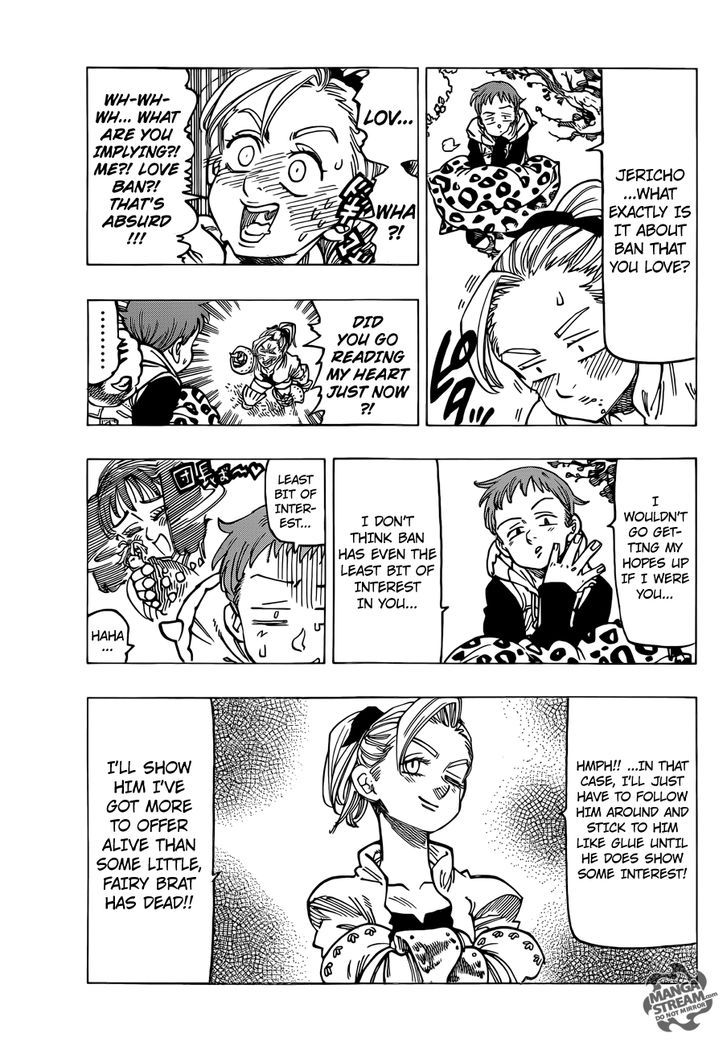 JERICHO
...WHAT
EXACTLY IS
IT ABOUT
BAN THAT
YOU LOVE?
LOV...
WHA
?!
WH-WH-
WH... WHAT
ARE YOU
IMPLYING?!
ME?! LOVE
BAN?!
THAT'S
ABSURD
!!!
DID
YOU GO
READING
MY HEART
JUST NOW
?!
I
WOULDN'T
GO GET-
TING MY
HOPES UP
IF I WERE
YOU...
I DON'T
THINK BAN
HAS EVEN THE
LEAST BIT OF
INTEREST
IN YOU...
LEAST
BIT OF
INTER-
EST...
団長さま~♡
HAHA
...
HMPH!! ...IN THAT
CASE, I'LL JUST
HAVE TO FOLLOW
HIM AROUND AND
STICK TO HIM
LIKE GLUE UNTIL
HE DOES SHOW
SOME INTEREST!
I'LL SHOW
HIM I'VE
GOT MORE
TO OFFER
ALIVE THAN
SOME LITTLE,
FAIRY BRAT
HAS DEAD!!
MANGA
STREAM.COM
DO NOT MIRROR